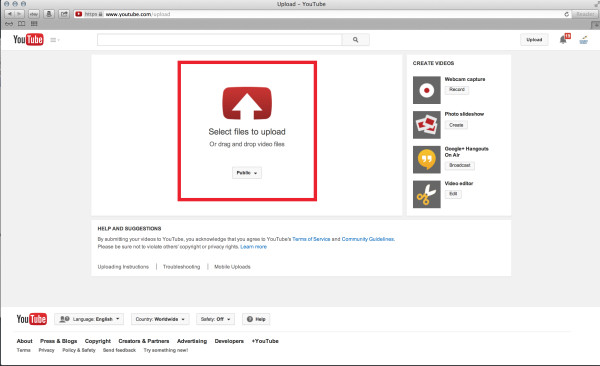 Upload - YouTube
https www.youtube.com/upload
Reader
YouTube
Upload
Select files to upload
Or drag and drop video files
Public
CREATE VIDEOS
Webcam capture
Record
Photo slideshow
Create
Google+ Hangouts
On Air
Broadcast
Video editor
Edit
HELP AND SUGGESTIONS
By submitting your videos to YouTube, you acknowledge that you agree to YouTube's Terms of Service and Community Guidelines.
Please be sure not to violate others' copyright or privacy rights. Learn more
Uploading Instructions | Troubleshooting | Mobile Uploads
YouTube Language: English Country: Worldwide Safety: Off ? Help
About Press & Blogs Copyright Creators & Partners Advertising Developers +YouTube
Terms Privacy Policy & Safety Send feedback Try something new!